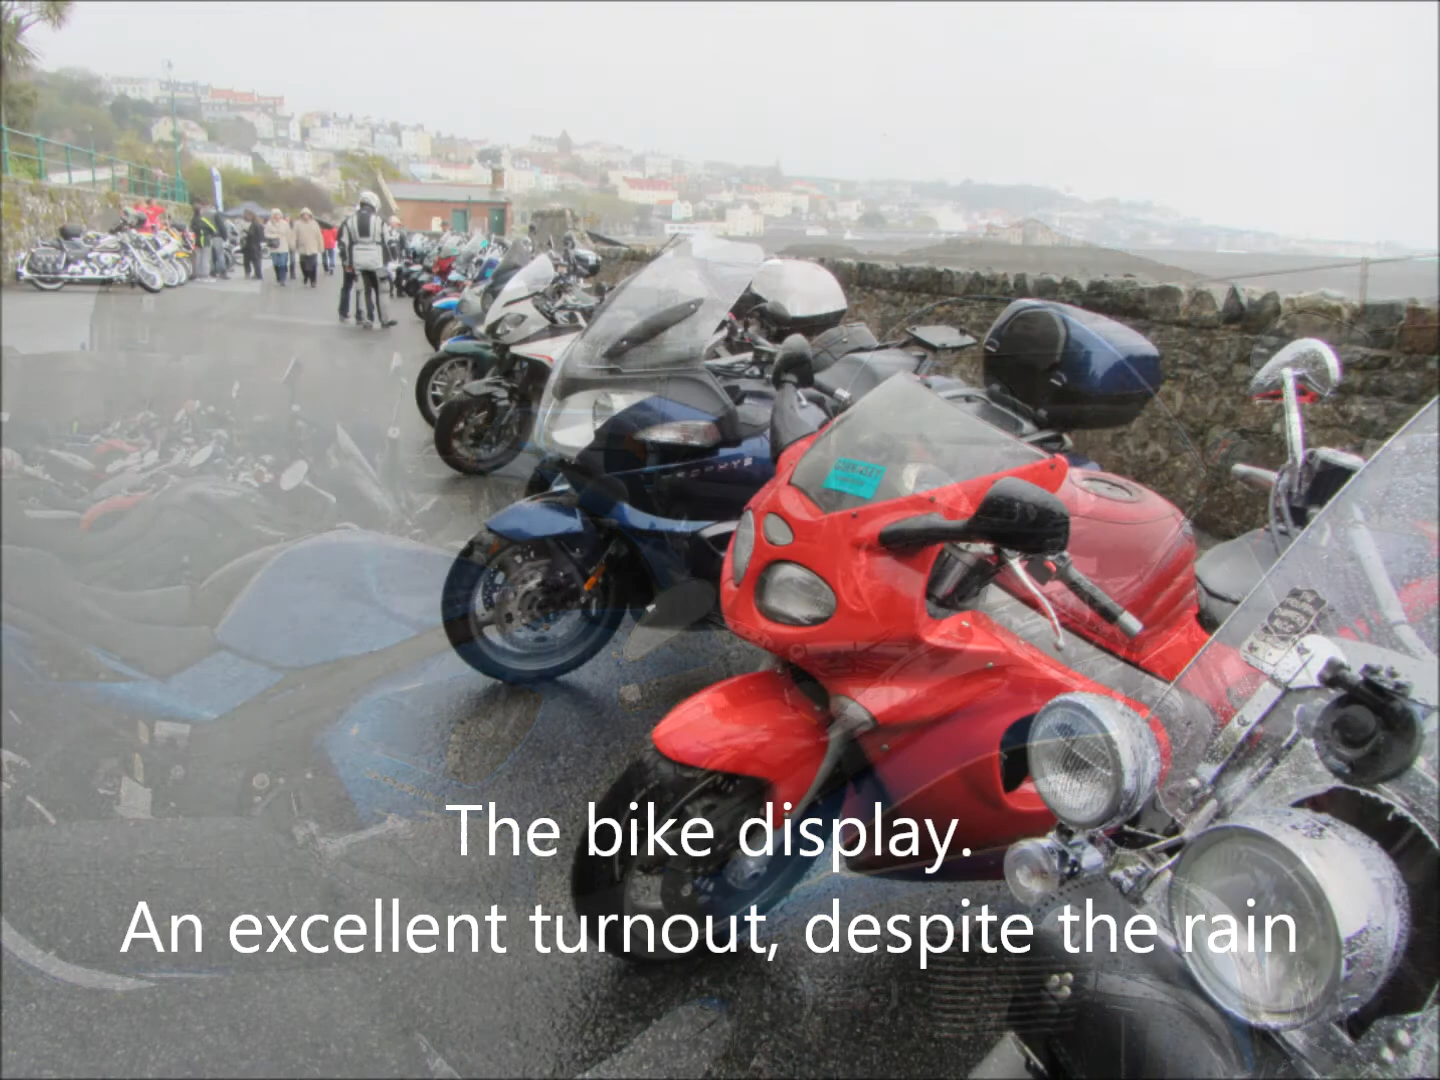 The bike display.
An excellent turnout, despite the rain